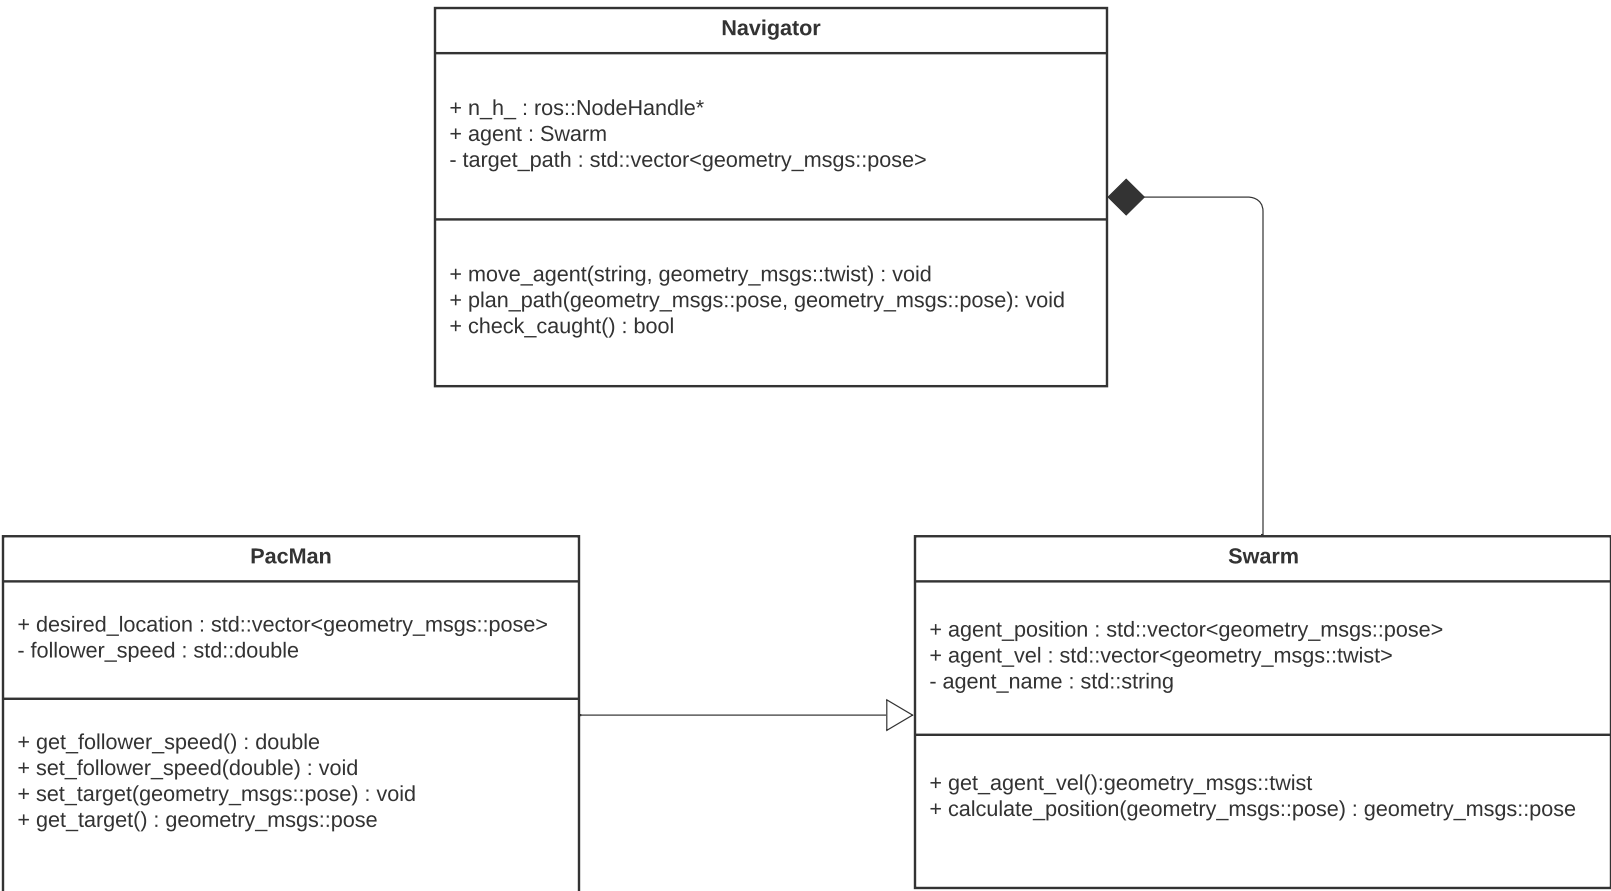 Navigator
+ n_h_ : ros::NodeHandle*
+ agent : Swarm
- target_path : std::vector<geometry_msgs::pose>
+ move_agent(string, geometry_msgs::twist) : void
+ plan_path(geometry_msgs::pose, geometry_msgs::pose): void
+ check_caught() : bool
PacMan
+ desired_location : std::vector<geometry_msgs::pose>
- follower_speed : std::double
+ get_follower_speed() : double
+ set_follower_speed(double) : void
+ set_target(geometry_msgs::pose) : void
+ get_target() : geometry_msgs::pose
Swarm
+ agent_position : std::vector<geometry_msgs::pose>
+ agent_vel : std::vector<geometry_msgs::twist>
- agent_name : std::string
+ get_agent_vel():geometry_msgs::twist
+ calculate_position(geometry_msgs::pose) : geometry_msgs::pose